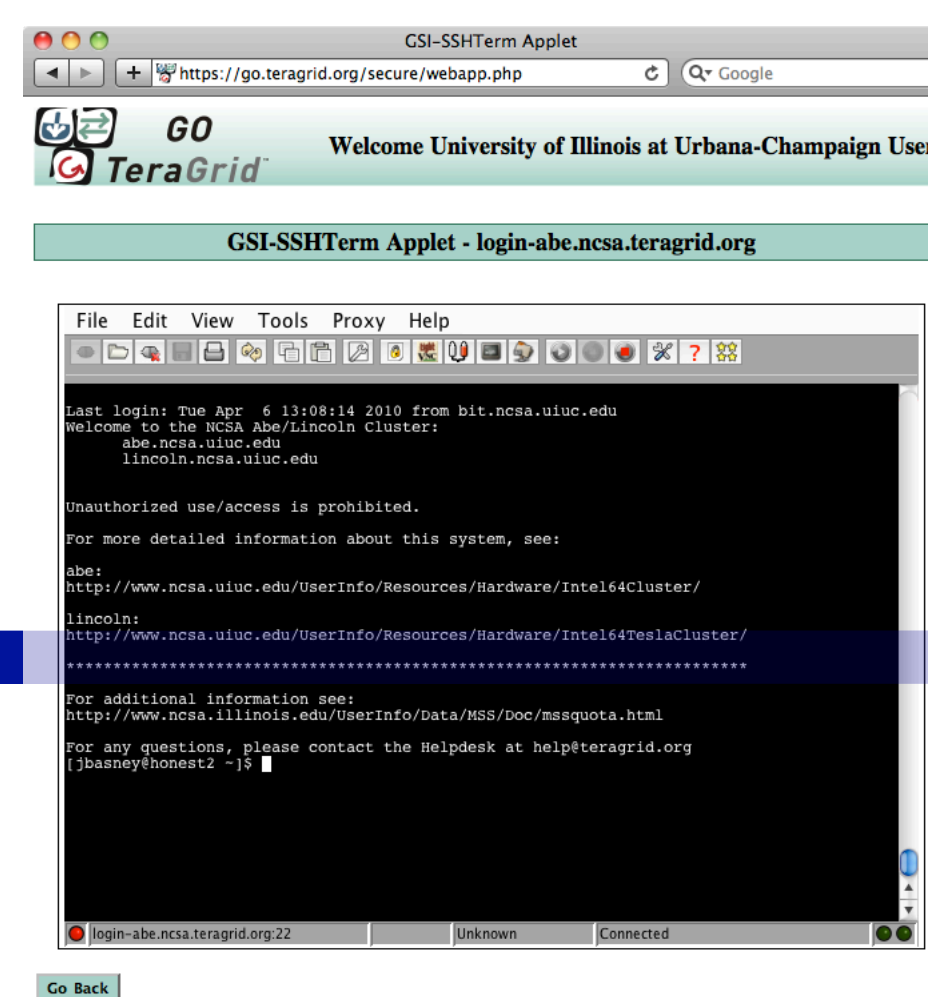 GSI-SSHTerm Applet
https://go.teragrid.org/secure/webapp.php
Google
GO
TeraGrid™
Welcome University of Illinois at Urbana-Champaign User
GSI-SSHTerm Applet - login-abe.ncsa.teragrid.org
File Edit View Tools Proxy Help
Last login: Tue Apr  6 13:08:14 2010 from bit.ncsa.uiuc.edu
Welcome to the NCSA Abe/Lincoln Cluster:
abe.ncsa.uiuc.edu
lincoln.ncsa.uiuc.edu
Unauthorized use/access is prohibited.
For more detailed information about this system, see:
abe:
http://www.ncsa.uiuc.edu/UserInfo/Resources/Hardware/Intel64Cluster/
lincoln:
http://www.ncsa.uiuc.edu/UserInfo/Resources/Hardware/Intel64TeslaCluster/
*************************************************************************
For additional information see:
http://www.ncsa.illinois.edu/UserInfo/Data/MSS/Doc/mssquota.html
For any questions, please contact the Helpdesk at help@teragrid.org
[jbasney@honest2 ~]$
login-abe.ncsa.teragrid.org:22 Unknown Connected
Go Back